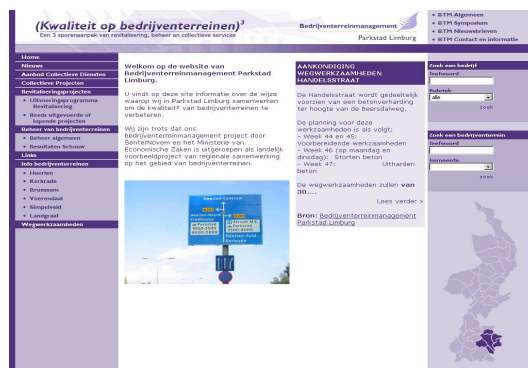 (Kwaliteit op bedrijventerreinen)³
Een 3 sporenaanpak van revitalisering, beheer en collectieve services
Bedrijventerreinmanagement
Parkstad Limburg
BTM Algemeen
BTM Symposium
BTM Nieuwsbrieven
BTM Contact en informatie
Home
Nieuws
Aanbod Collectieve Diensten
Collectieve Projecten
Revitaliseringsprojecten
Uitvoeringsprogramma
Revitalisering
Reeds uitgevoerde of
lopende projecten
Beheer van bedrijventerreinen
Beheer algemeen
Resultaten Schouw
Links
Info bedrijventerreinen
Heerlen
Kerkrade
Brunssum
Voerendaal
Simpelveld
Landgraaf
Wegwerkzaamheden
Welkom op de website van
Bedrijventerreinmanagement Parkstad
Limburg.
U vindt op deze site informatie over de wijze
waarop wij in Parkstad Limburg samenwerken
om de kwaliteit³ van bedrijventerreinen te
verbeteren.
Wij zijn trots dat ons
bedrijventerreinmanagement project door
SenterNovem en het Ministerie van
Economische Zaken is uitgeroepen als landelijk
voorbeeldproject van regionale samenwerking
op het gebied van bedrijventerreinen.
Heerlen-Centrum
Heerlen-Zuid
Kerkrade
AANKONDIGING
WEGWERKZAAMHEDEN
HANDELSSTRAAT
De Handelsstraat wordt gedeeltelijk
voorzien van een betonverharding
ter hoogte van de Beersdalweg.
De planning voor deze
werkzaamheden is als volgt;
- Week 44 en 45:
Voorbereidende werkzaamheden
- Week 46 (op maandag en
dinsdag): Storten beton
- Week 47: Uitharden
beton
De wegwerkzaamheden zullen van
30....
Lees verder »
Bron: Bedrijventerreinmanagement
Parkstad Limburg
Zoek een bedrijf
Trefwoord
Rubriek
alle
zoek
Zoek een bedrijventerrein
Trefwoord
Gemeente
zoek